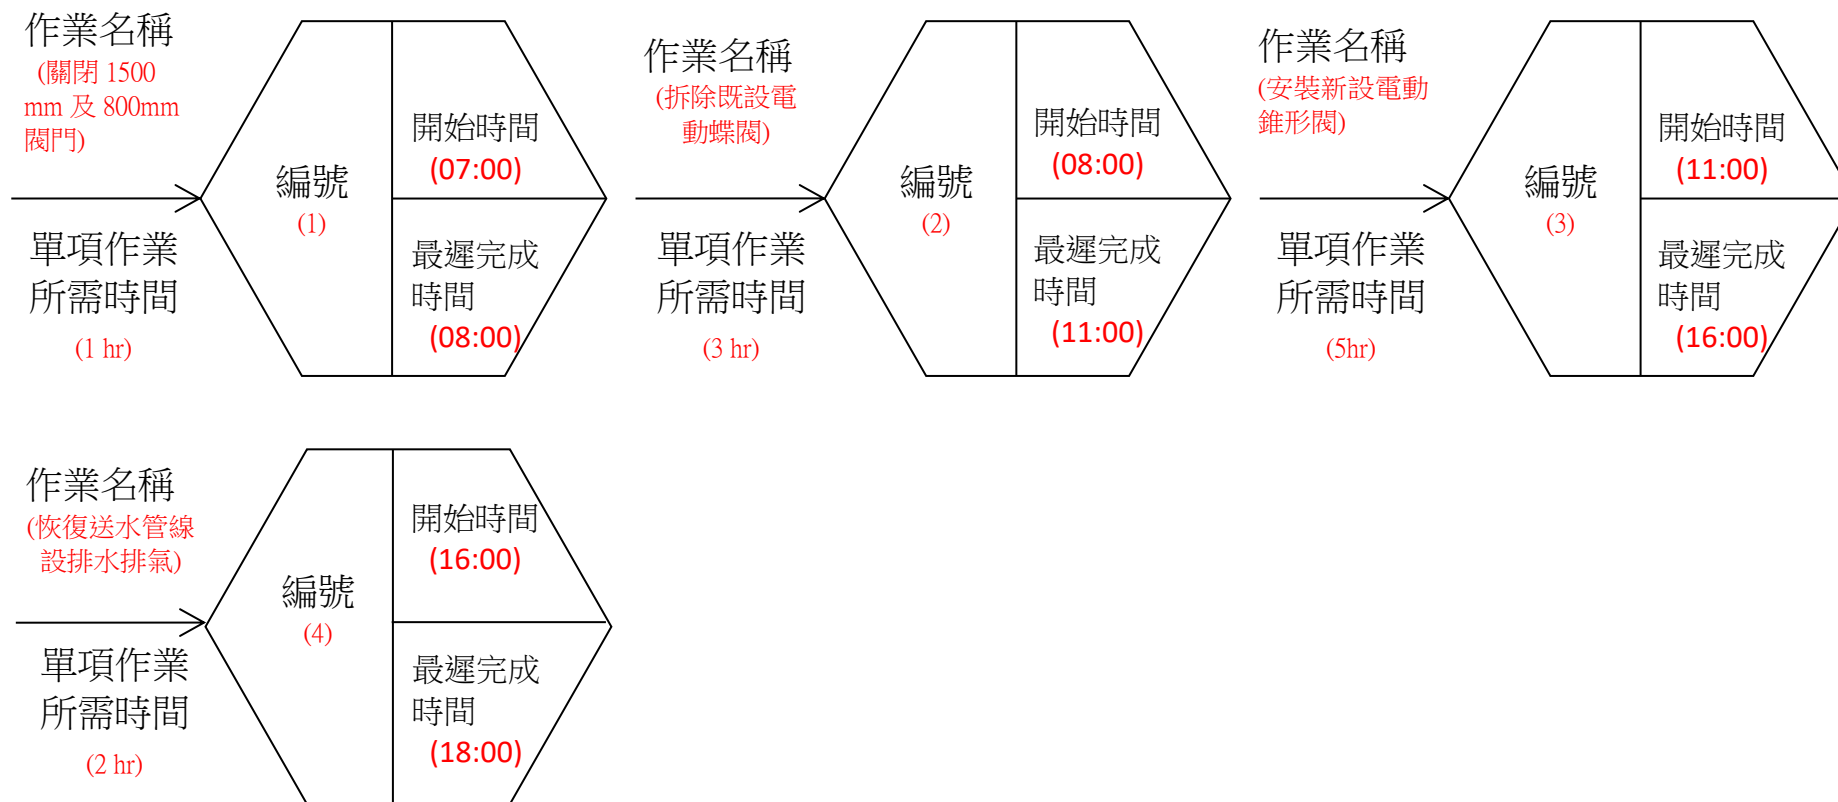 作業名稱
(關閉 1500
mm 及 800mm
閥門)
單項作業
所需時間
(1 hr)
編號
(1)
開始時間
(07:00)
最遲完成
時間
(08:00)
作業名稱
(拆除既設電
動蝶閥)
單項作業
所需時間
(3 hr)
編號
(2)
開始時間
(08:00)
最遲完成
時間
(11:00)
作業名稱
(安裝新設電動
錐形閥)
單項作業
所需時間
(5hr)
編號
(3)
開始時間
(11:00)
最遲完成
時間
(16:00)
作業名稱
(恢復送水管線
設排水排氣)
單項作業
所需時間
(2 hr)
編號
(4)
開始時間
(16:00)
最遲完成
時間
(18:00)